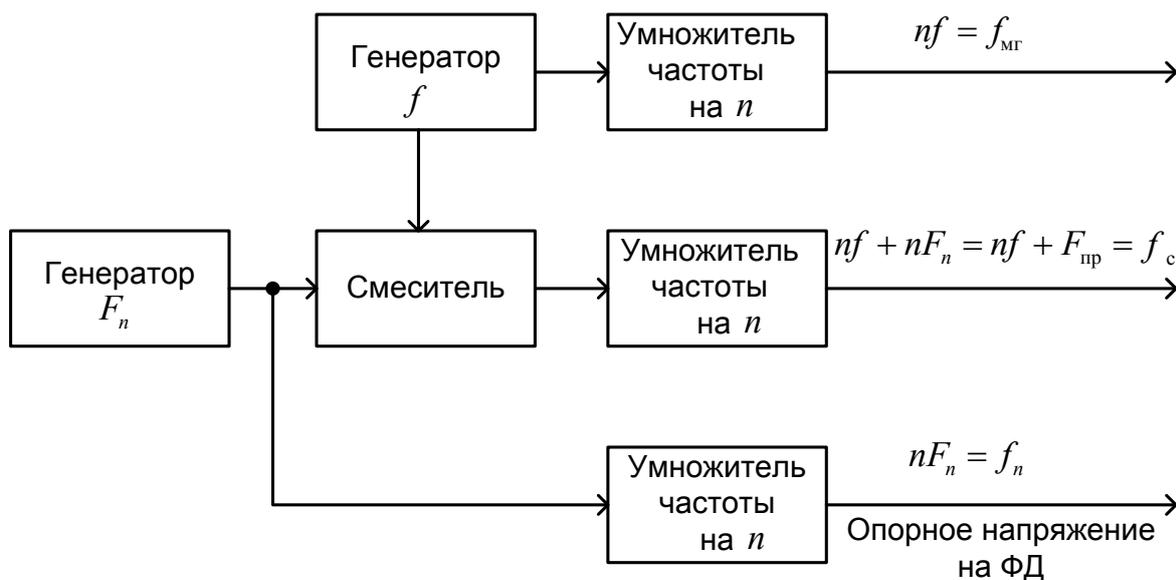 Генератор
f
Умножитель
частоты
на n
nf = f_мг
Генератор
F_n
Смеситель
Умножитель
частоты
на n
nf + nF_n = nf + F_пр = f_с
Умножитель
частоты
на n
nF_n = f_n
Опорное напряжение
на ФД